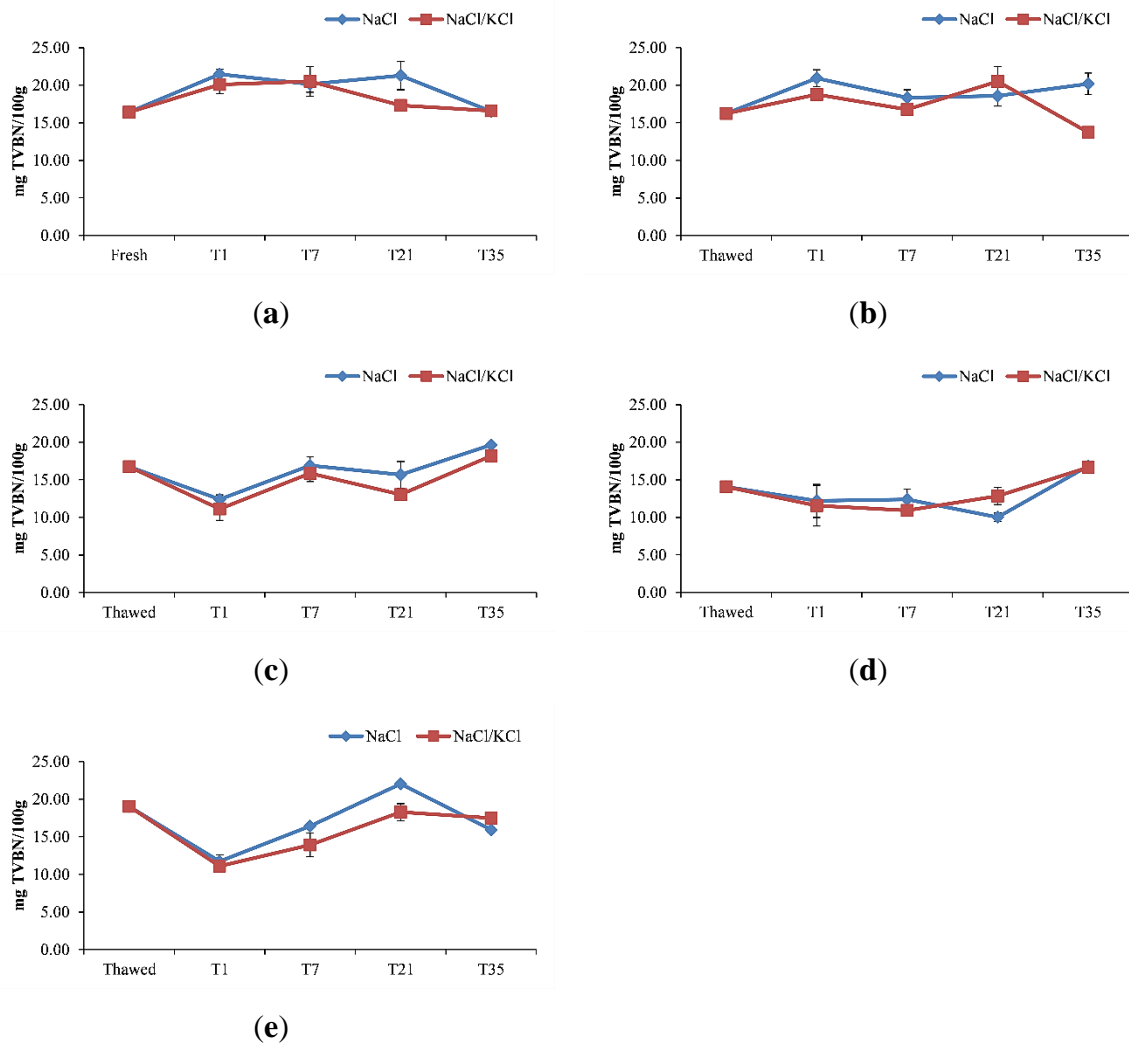 NaCl NaCl/KCl
mg TVBN/100g
25.00
20.00
15.00
10.00
5.00
0.00
Fresh T1 T7 T21 T35
(a)
NaCl NaCl/KCl
mg TVBN/100g
25.00
20.00
15.00
10.00
5.00
0.00
Thawed T1 T7 T21 T35
(b)
NaCl NaCl/KCl
mg TVBN/100g
25.00
20.00
15.00
10.00
5.00
0.00
Thawed T1 T7 T21 T35
(c)
NaCl NaCl/KCl
mg TVBN/100g
25.00
20.00
15.00
10.00
5.00
0.00
Thawed T1 T7 T21 T35
(d)
NaCl NaCl/KCl
mg TVBN/100g
25.00
20.00
15.00
10.00
5.00
0.00
Thawed T1 T7 T21 T35
(e)